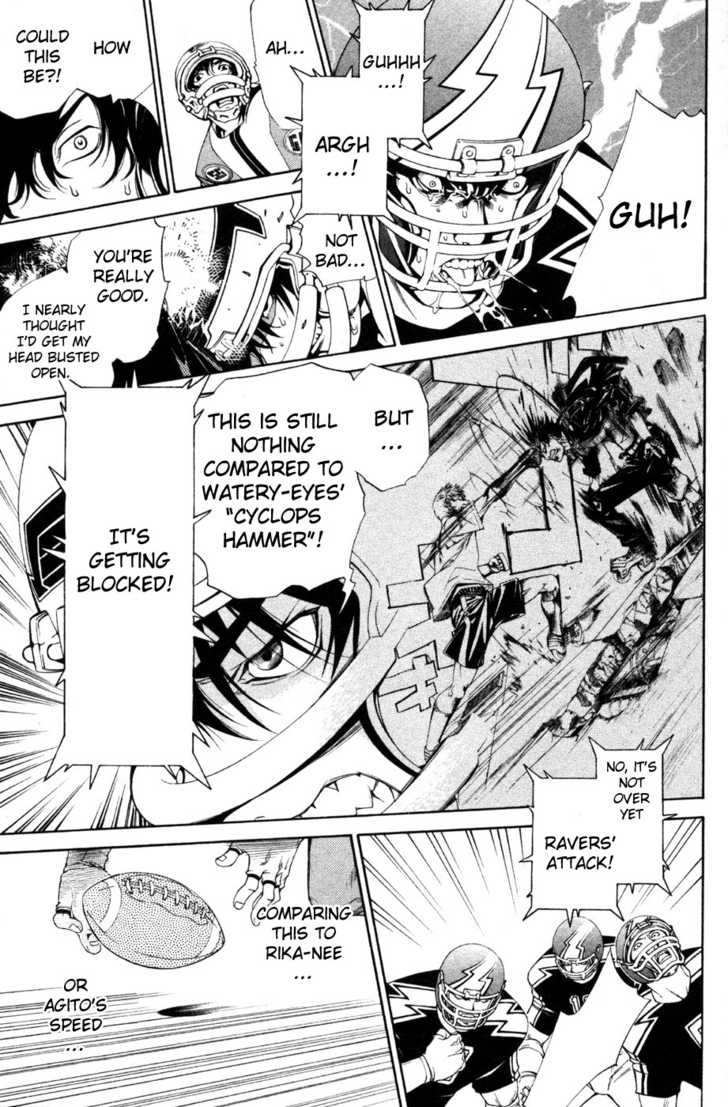 GUH!
GUHHH
...!
ARGH
...!
AH...
HOW
COULD
THIS
BE?!
NOT
BAD...
YOU'RE
REALLY
GOOD.
I NEARLY
THOUGHT
I'D GET MY
HEAD BUSTED
OPEN.
BUT
...
THIS IS STILL
NOTHING
COMPARED TO
WATERY-EYES'
"CYCLOPS
HAMMER"!
IT'S
GETTING
BLOCKED!
NO, IT'S
NOT
OVER
YET
RAVERS'
ATTACK!
COMPARING
THIS TO
RIKA-NEE
...
OR
AGITO'S
SPEED
...